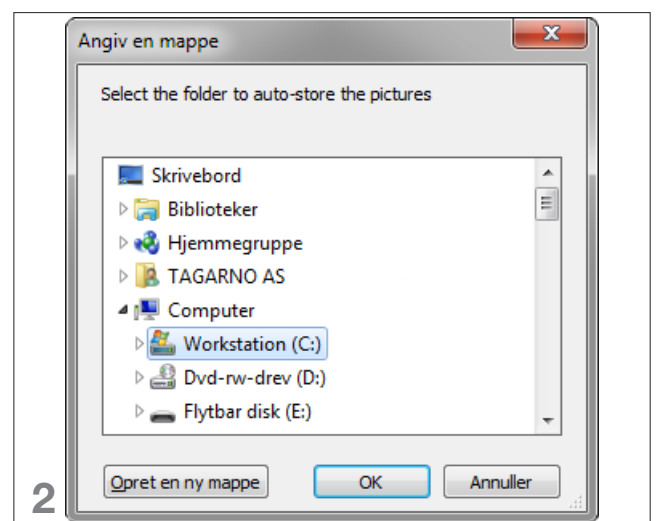 Angiv en mappe
Select the folder to auto-store the pictures
Skrivebord
Biblioteker
Hjemmegruppe
TAGARNO AS
Computer
Workstation (C:)
Dvd-rw-drev (D:)
Flytbar disk (E:)
Opret en ny mappe OK Annuller
2